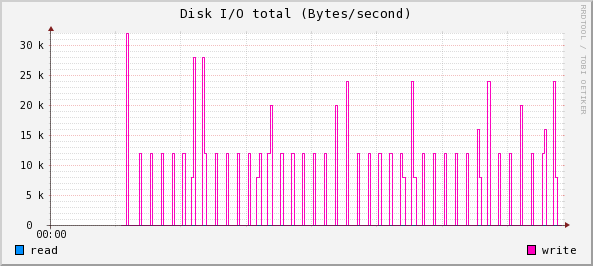 Disk I/O total (Bytes/second)
RRDTOOL / TOBI OETIKER
30 k
25 k
20 k
15 k
10 k
5 k
0
00:00
read write